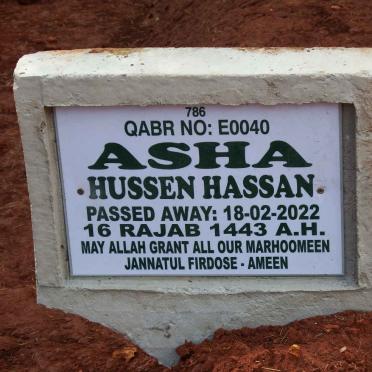 786
QABR NO: E0040
ASHA
HUSSEN HASSAN
PASSED AWAY: 18-02-2022
16 RAJAB 1443 A.H.
MAY ALLAH GRANT ALL OUR MARHOOMEEN
JANNATUL FIRDOSE - AMEEN